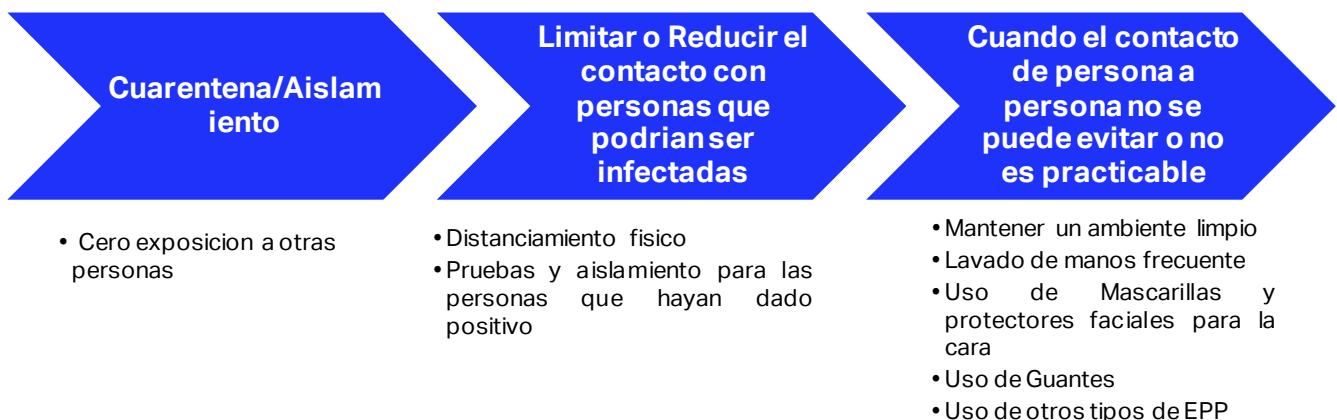 Cuarentena/Aislam
iento
• Cero exposicion a otras
personas
Limitar o Reducir el
contacto con
personas que
podrian ser
infectadas
• Distanciamiento fisico
• Pruebas y aislamiento para las
personas que hayan dado
positivo
Cuando el contacto
de persona a
persona no se
puede evitar o no
es practicable
• Mantener un ambiente limpio
• Lavado de manos frecuente
• Uso de Mascarillas y
protectores faciales para la
cara
• Uso de Guantes
• Uso de otros tipos de EPP